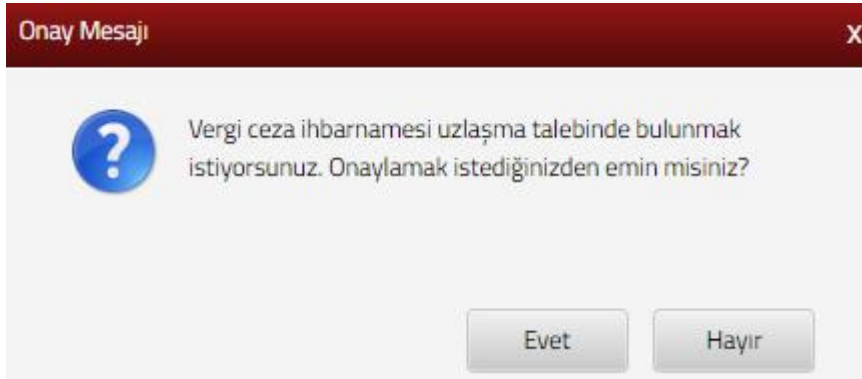 Onay Mesajı
X
?
Vergi ceza ihbarnamesi uzlaşma talebinde bulunmak
istiyorsunuz. Onaylamak istediğinizden emin misiniz?
Evet
Hayır